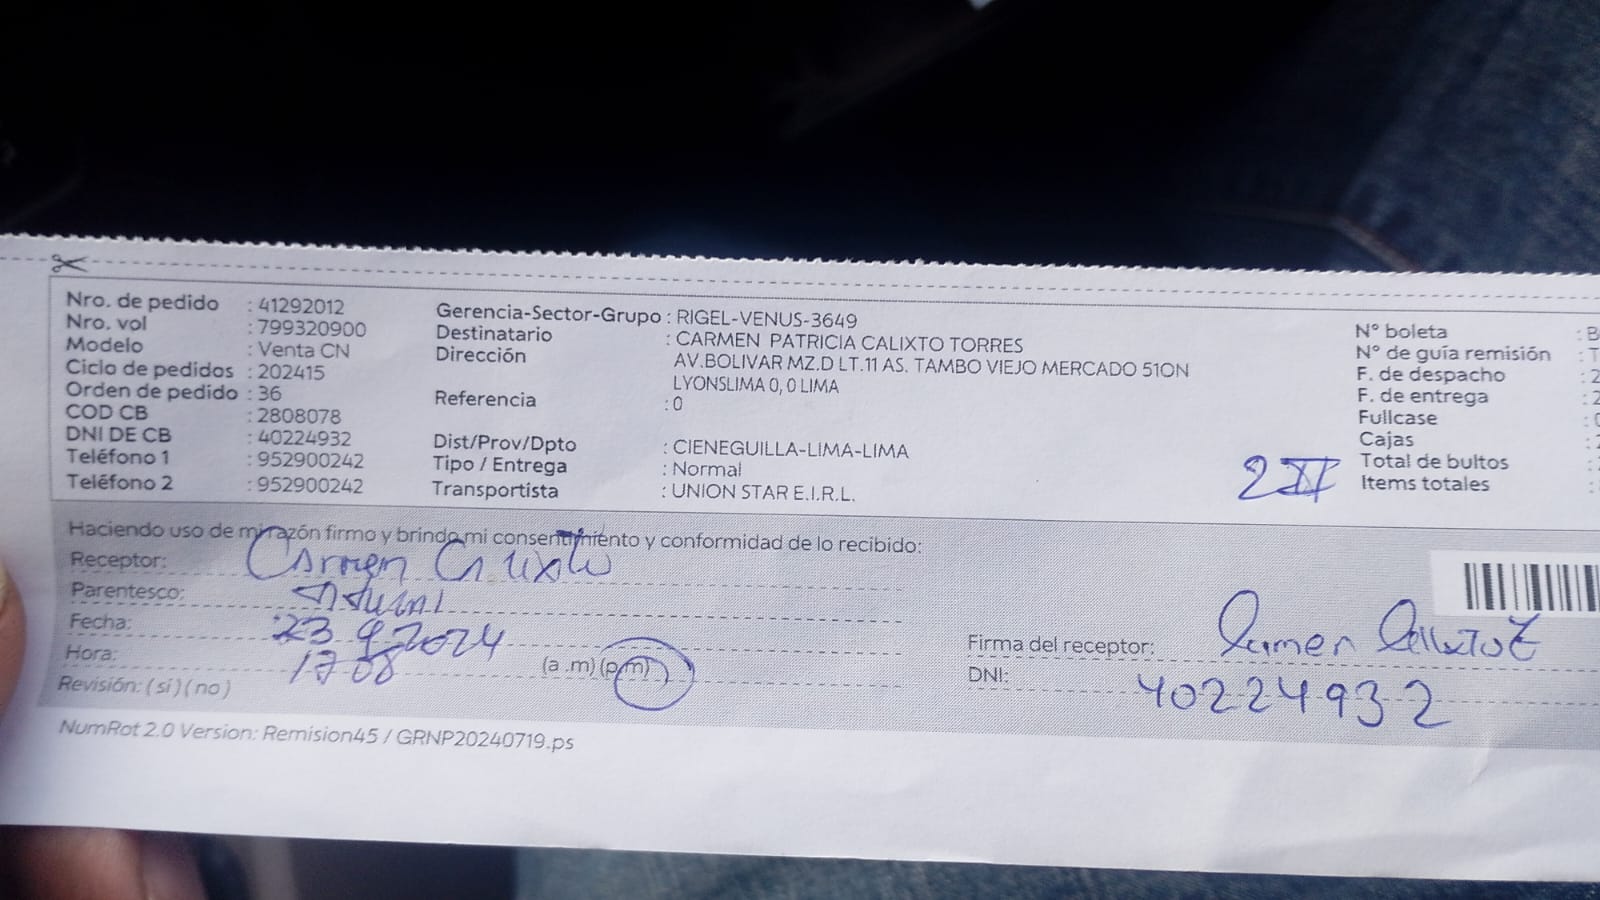 Nro. de pedido : 41292012
Nro. vol : 799320900
Modelo : Venta CN
Ciclo de pedidos : 202415
Orden de pedido : 36
COD CB : 2808078
DNI DE CB : 40224932
Teléfono 1 : 952900242
Teléfono 2 : 952900242
Gerencia-Sector-Grupo : RIGEL-VENUS-3649
Destinatario : CARMEN PATRICIA CALIXTO TORRES
Dirección AV.BOLIVAR MZ.D LT.11 AS. TAMBO VIEJO MERCADO 51ON
LYONSLIMA 0, 0 LIMA
Referencia : 0
Dist/Prov/Dpto : CIENEGUILLA-LIMA-LIMA
Tipo / Entrega : Normal
Transportista : UNION STAR E.I.R.L.
N° boleta : B
N° de guía remisión : T
F. de despacho : 2
F. de entrega : 2
Fullcase
Cajas
Total de bultos
Items totales
2
Haciendo uso de mi razón firmo y brindo mi consentimiento y conformidad de lo recibido:
Receptor: Carmen Calixto
Parentesco:
Fecha: 23 9 2024
Hora: 17 08 (a .m) (p.m)
Revisión: ( si ) ( no )
Firma del receptor: Carmen Calixto T
DNI: 40224932
NumRot 2.0 Version: Remision45 / GRNP20240719.ps